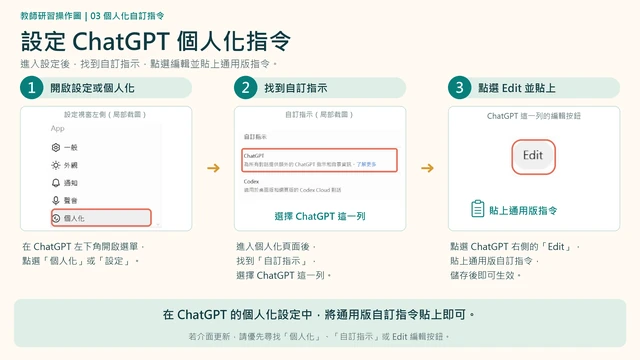 教師研習操作圖 | 03 個人化自訂指令
設定 ChatGPT 個人化指令
進入設定後，找到自訂指示，點選編輯並貼上通用版指令。
1 開啟設定或個人化
設定視窗左側（局部截圖）
App
一般
外觀
通知
聲音
個人化
在 ChatGPT 左下角開啟選單，
點選「個人化」或「設定」。
2 找到自訂指示
自訂指示（局部截圖）
自訂指示
ChatGPT
了解更多
Codex
選擇 ChatGPT 這一列
進入個人化頁面後，
找到「自訂指示」，
選擇 ChatGPT 這一列。
3 點選 Edit 並貼上
ChatGPT 這一列的編輯按鈕
Edit
貼上通用版指令
點選 ChatGPT 右側的「Edit」，
貼上通用版自訂指令，
儲存後即可生效。
在 ChatGPT 的個人化設定中，將通用版自訂指令貼上即可。
若介面更新，請優先尋找「個人化」、「自訂指示」或 Edit 編輯按鈕。